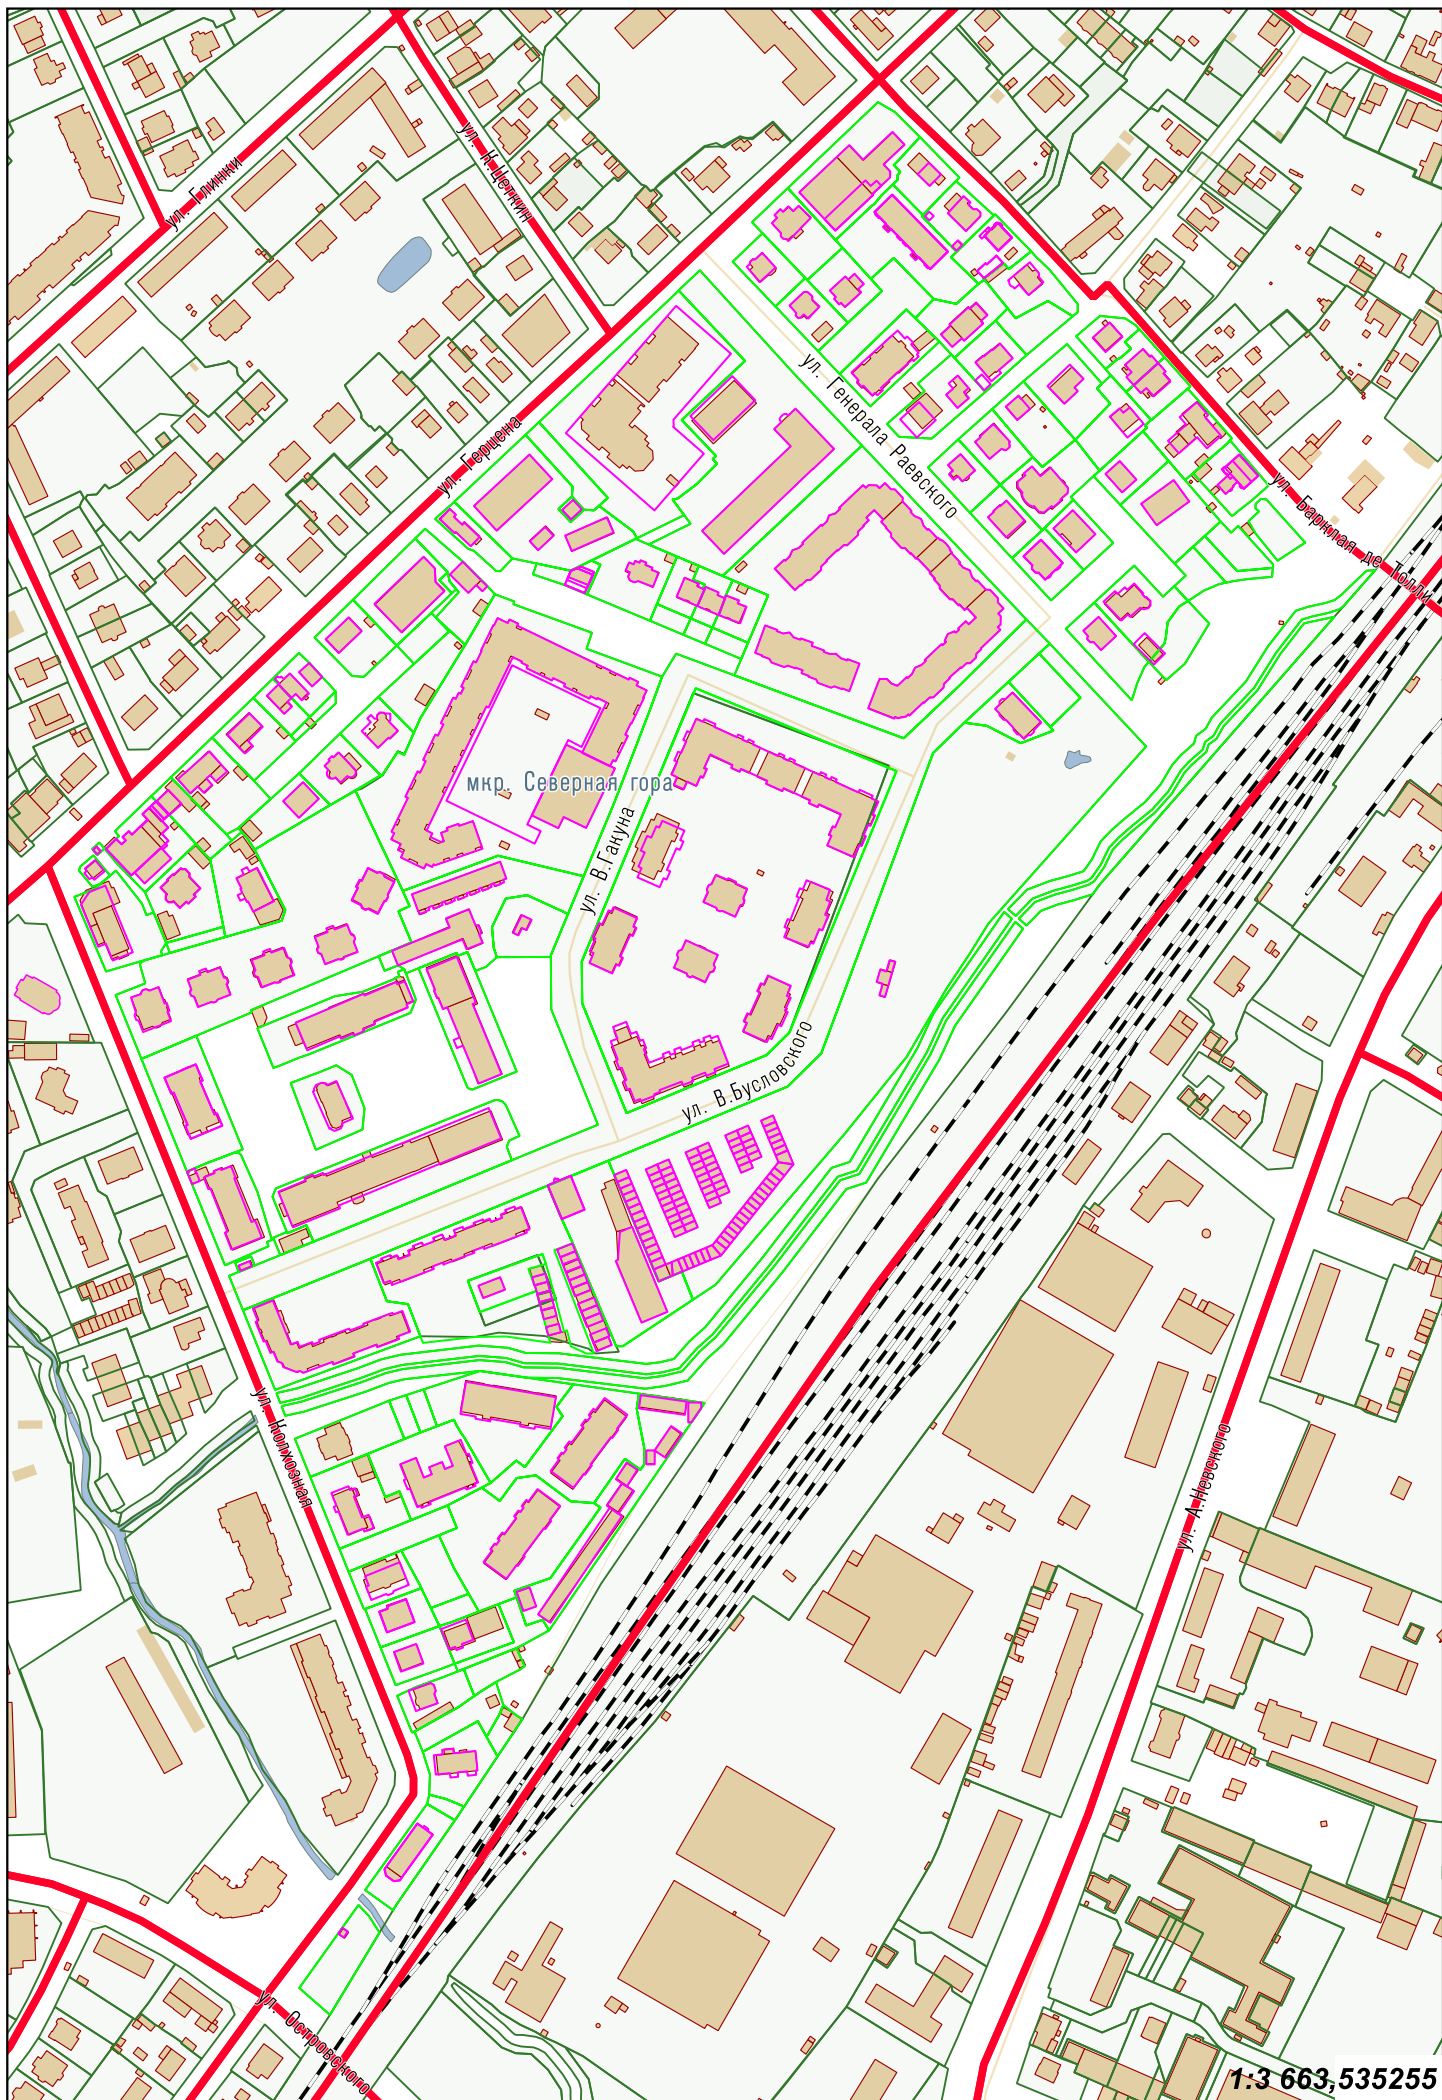 ул. Глинки
ул. К.Цеткин
ул. Герцена
ул. Генерала Раевского
ул. Барклая де Толли
мкр. Северная гора
ул. В.Гакуна
ул. В.Бусловского
ул. Колхозная
ул. А.Невского
ул. Островского
1:3 663,535255